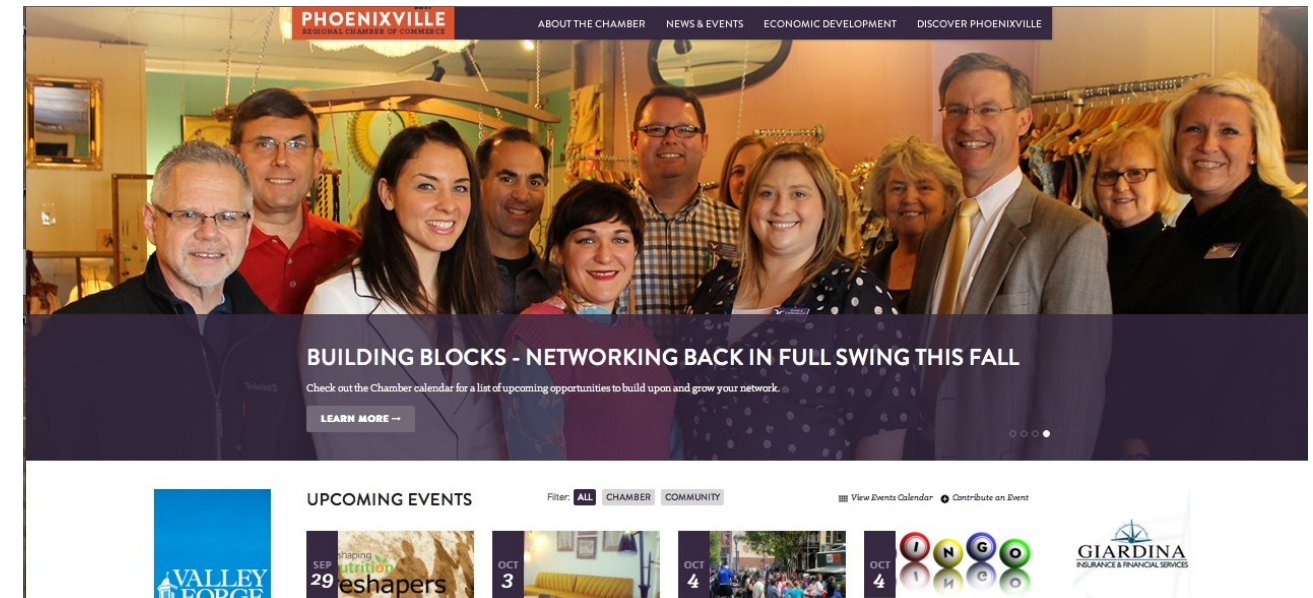 PHOENIXVILLE
REGIONAL CHAMBER OF COMMERCE
ABOUT THE CHAMBER NEWS & EVENTS ECONOMIC DEVELOPMENT DISCOVER PHOENIXVILLE
BUILDING BLOCKS - NETWORKING BACK IN FULL SWING THIS FALL
Check out the Chamber calendar for a list of upcoming opportunities to build upon and grow your network.
LEARN MORE →
UPCOMING EVENTS
Filter: ALL CHAMBER COMMUNITY
View Events Calendar Contribute an Event
VALLEY
FORGE
SEP
29
shaping
nutrition
reshapers
OCT
3
OCT
4
OCT
4
I N G O
GIARDINA
INSURANCE & FINANCIAL SERVICES